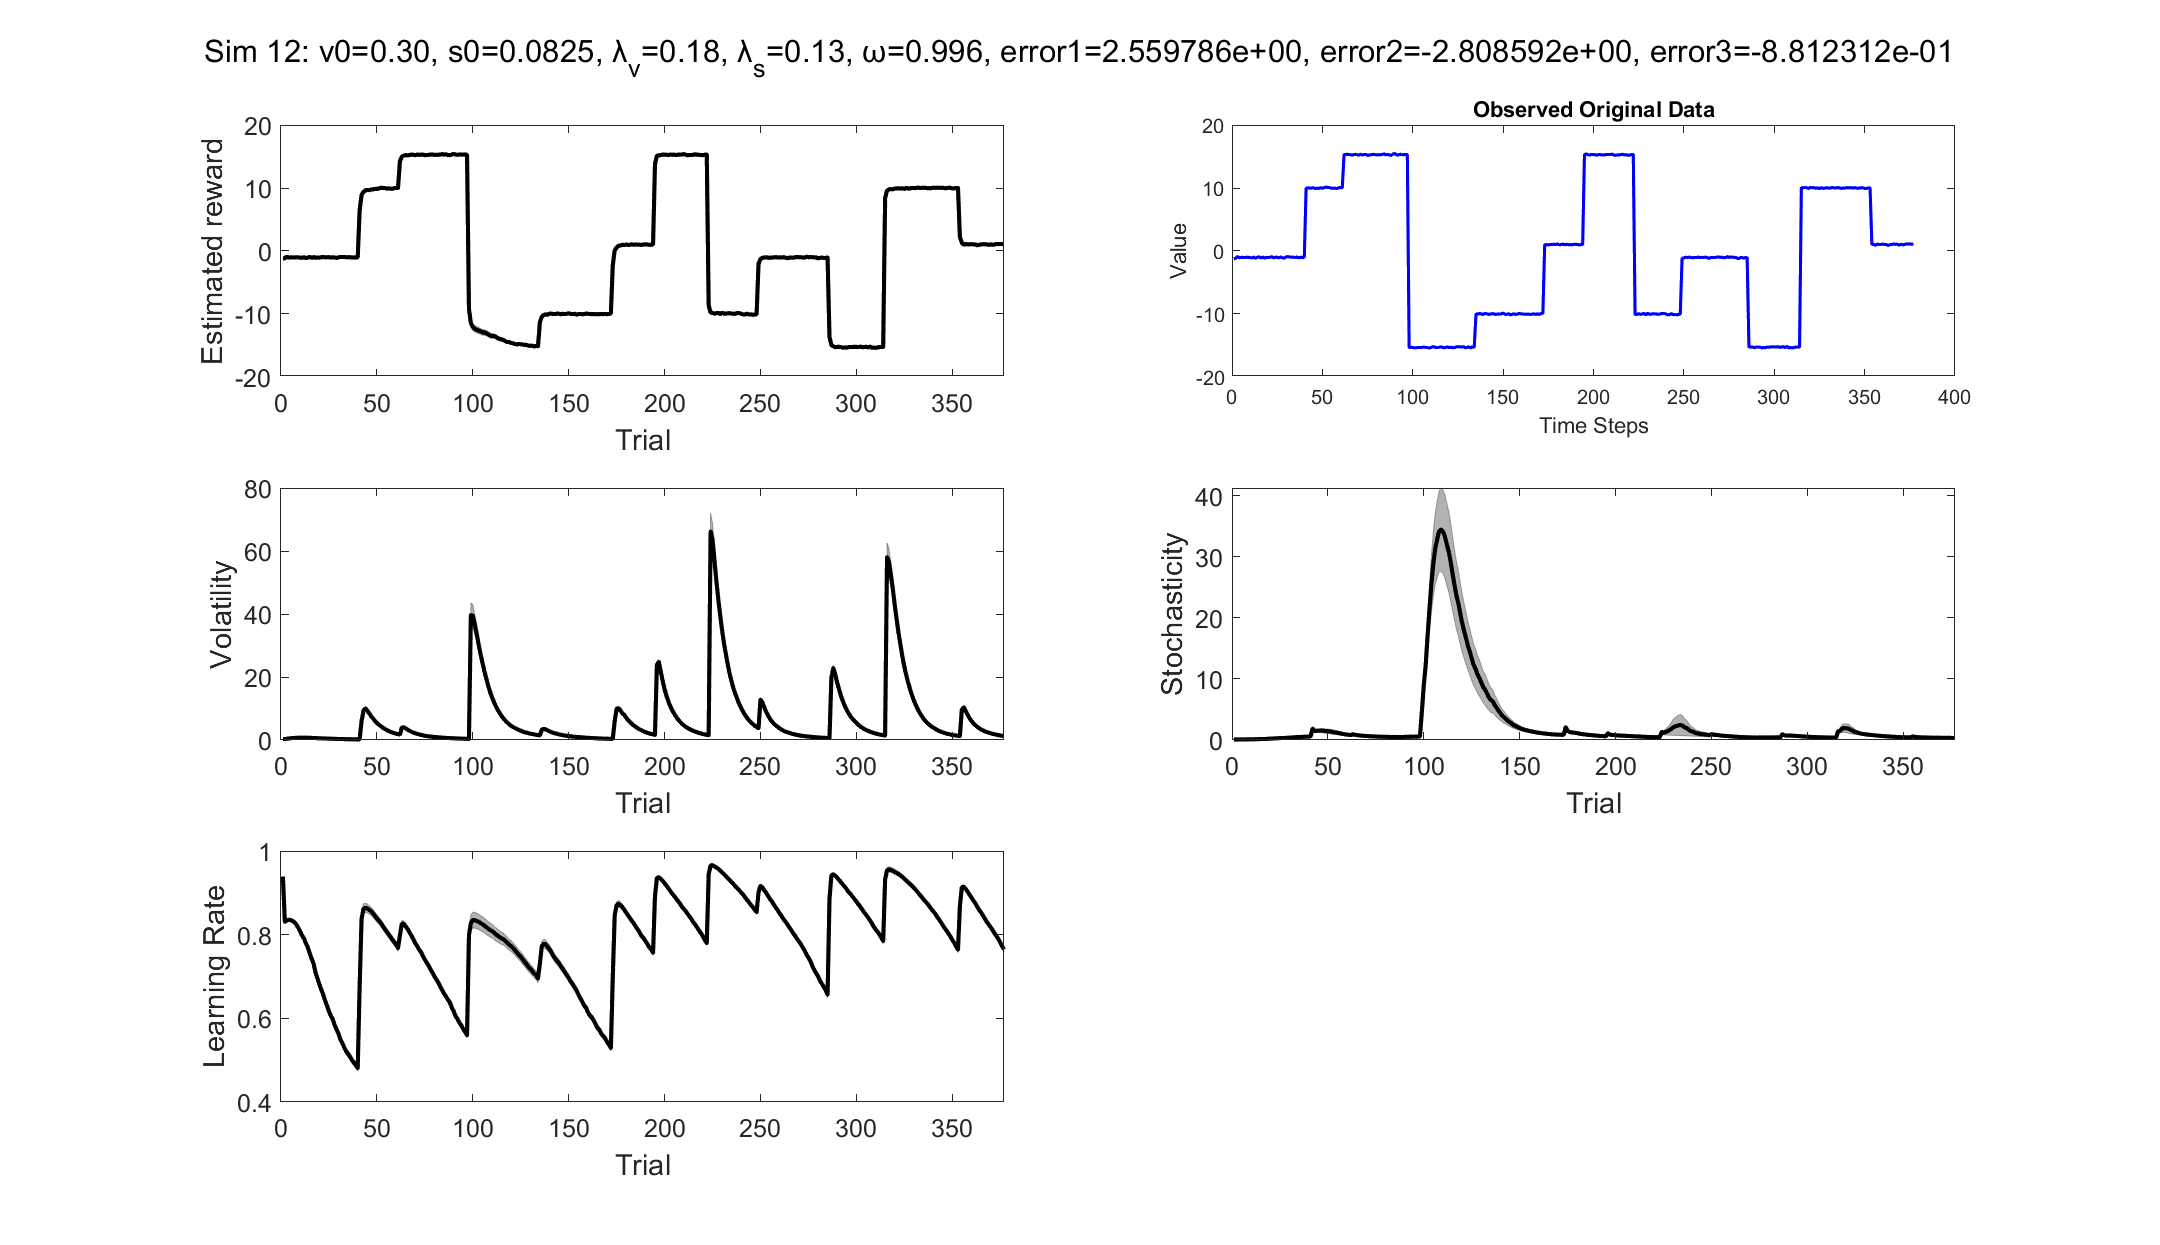 Sim 12: v0=0.30, s0=0.0825, λv=0.18, λs=0.13, ω=0.996, error1=2.559786e+00, error2=-2.808592e+00, error3=-8.812312e-01
20
10
0
-10
-20
Estimated reward
0 50 100 150 200 250 300 350
Trial
Observed Original Data
20
10
0
-10
-20
Value
0 50 100 150 200 250 300 350 400
Time Steps
80
60
40
20
0
Volatility
0 50 100 150 200 250 300 350
Trial
40
30
20
10
0
Stochasticity
0 50 100 150 200 250 300 350
Trial
1
0.8
0.6
0.4
Learning Rate
0 50 100 150 200 250 300 350
Trial